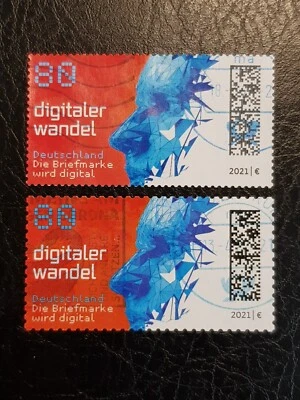 80
digitaler
wandel
Deutschland
Die Briefmarke
wird digital
2021 | €
80
digitaler
wandel
Deutschland
Die Briefmarke
wird digital
2021 | €